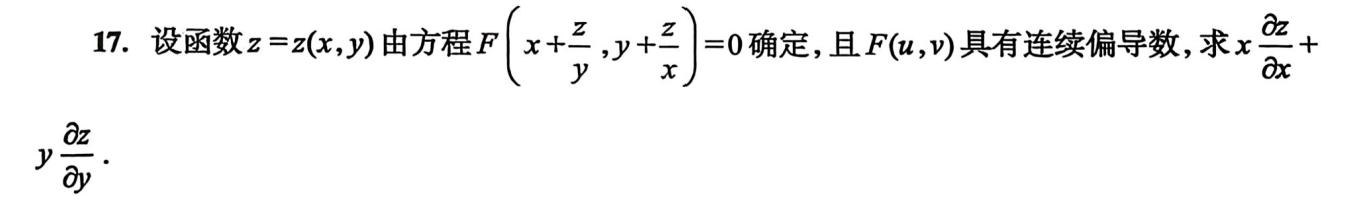 17. 设函数 z=z(x,y) 由方程 F(x+z/y, y+z/x)=0 确定, 且 F(u,v) 具有连续偏导数, 求 x ∂z/∂x +
y ∂z/∂y .